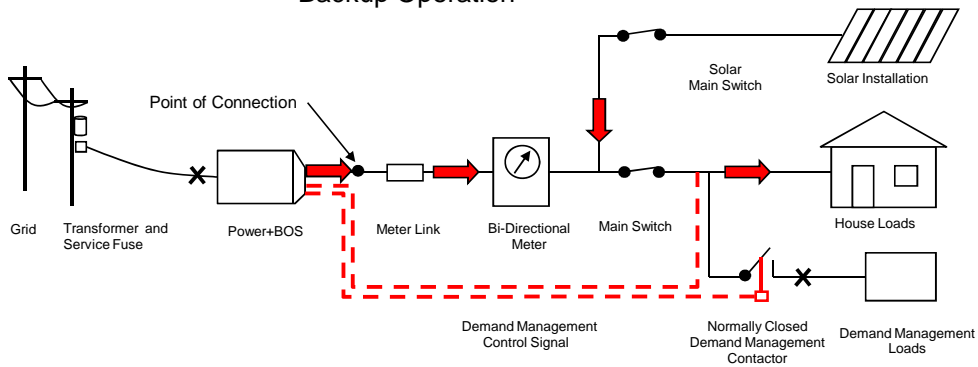 Backup Operation
Solar
Main Switch
Solar Installation
Point of Connection
Grid
Transformer and
Service Fuse
Power+BOS
Meter Link
Bi-Directional
Meter
Main Switch
House Loads
Demand Management
Control Signal
Normally Closed
Demand Management
Contactor
Demand Management
Loads